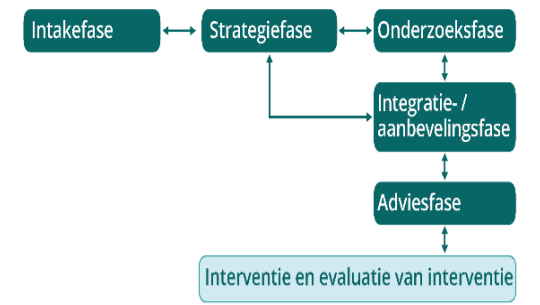 Intakefase
Strategiefase
Onderzoeksfase
Integratie- /
aanbevelingsfase
Adviesfase
Interventie en evaluatie van interventie